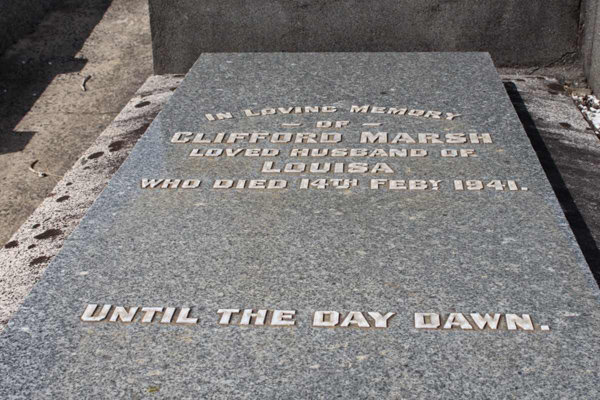 IN LOVING MEMORY
— OF —
CLIFFORD MARSH
LOVED HUSBAND OF
LOUISA
WHO DIED 14TH FEBY 1941.
UNTIL THE DAY DAWN.